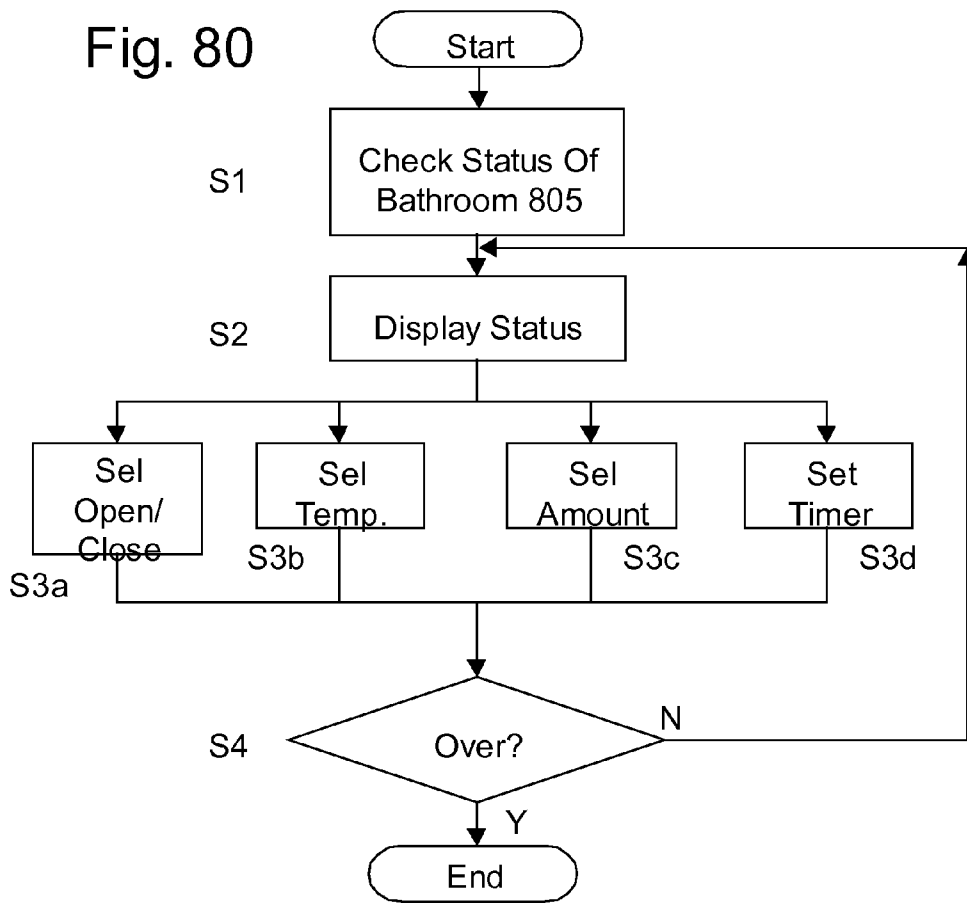 Fig. 80
Start
S1
Check Status Of
Bathroom 805
S2
Display Status
Sel
Open/
Close
S3a
Sel
Temp.
S3b
Sel
Amount
S3c
Set
Timer
S3d
S4
Over?
N
Y
End